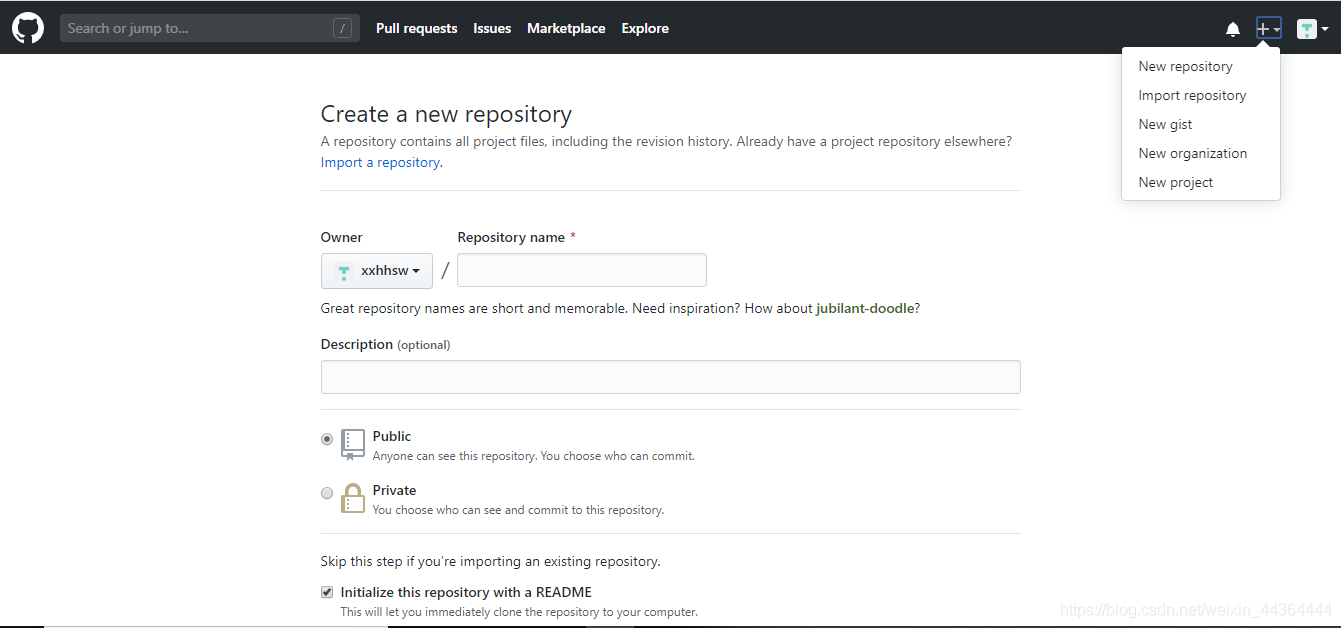 Search or jump to... /
Pull requests Issues Marketplace Explore
New repository
Import repository
New gist
New organization
New project
Create a new repository
A repository contains all project files, including the revision history. Already have a project repository elsewhere?
Import a repository.
Owner
Repository name *
xxhhsw /
Great repository names are short and memorable. Need inspiration? How about jubilant-doodle?
Description (optional)
Public
Anyone can see this repository. You choose who can commit.
Private
You choose who can see and commit to this repository.
Skip this step if you're importing an existing repository.
Initialize this repository with a README
This will let you immediately clone the repository to your computer.
https://blog.csdn.net/weixin_44364444